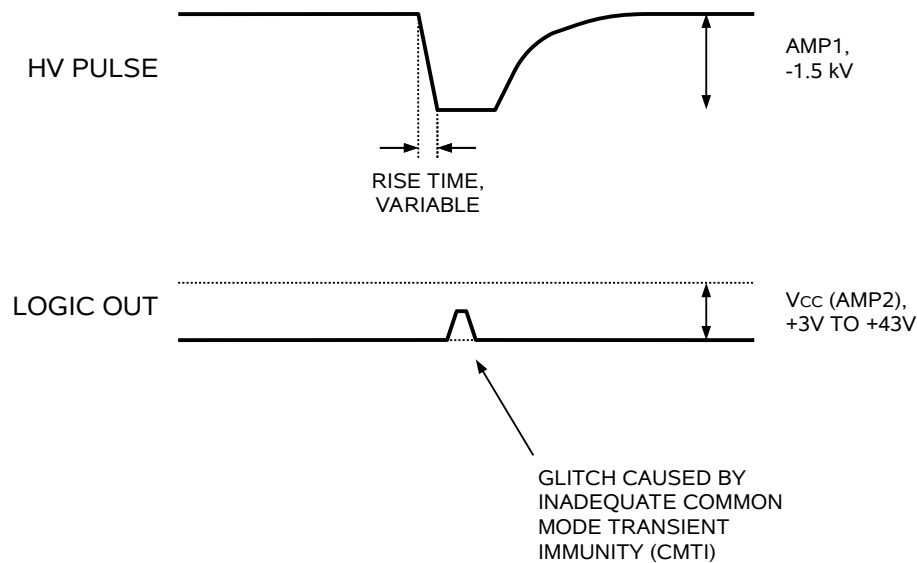 HV PULSE
AMP1,
-1.5 kV
RISE TIME,
VARIABLE
LOGIC OUT
VCC (AMP2),
+3V TO +43V
GLITCH CAUSED BY
INADEQUATE COMMON
MODE TRANSIENT
IMMUNITY (CMTI)